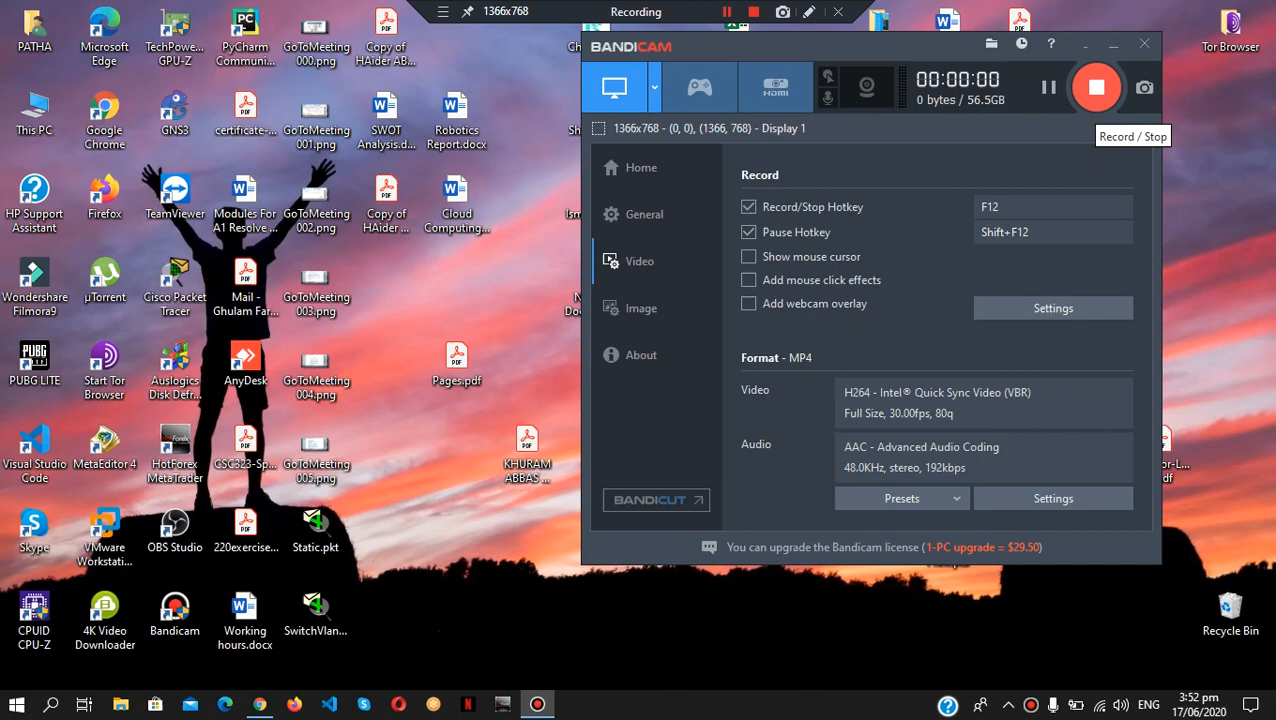 1366x768
Recording
PATHA
Microsoft
Edge
TechPowe...
GPU-Z
PyCharm
Communi...
GoToMeeting
000.png
Copy of
HAider AB...
Tor Browser
This PC
Google
Chrome
GNS3
certificate-...
GoToMeeting
001.png
SWOT
Analysis.d...
Robotics
Report.docx
HP Support
Assistant
Firefox
TeamViewer
Modules For
A1 Resolve ...
GoToMeeting
002.png
Copy of
HAider ...
Cloud
Computing...
Wondershare
Filmora9
µTorrent
Cisco Packet
Tracer
Mail -
Ghulam Far...
GoToMeeting
003.png
PUBG LITE
Start Tor
Browser
Auslogics
Disk Defr...
AnyDesk
GoToMeeting
004.png
Pages.pdf
Visual Studio
Code
MetaEditor 4
HotForex
MetaTrader
CSC323-Sp...
GoToMeeting
005.png
KHURAM
ABBAS ...
Skype
VMware
Workstati...
OBS Studio
220exercise...
Static.pkt
CPUID
CPU-Z
4K Video
Downloader
Bandicam
Working
hours.docx
SwitchVlan...
Recycle Bin
BANDICAM
HDMI
00:00:00
0 bytes / 56.5GB
Record / Stop
1366x768 - (0, 0), (1366, 768) - Display 1
Home
General
Video
Image
About
BANDICUT
Record
Record/Stop Hotkey
F12
Pause Hotkey
Shift+F12
Show mouse cursor
Add mouse click effects
Add webcam overlay
Settings
Format - MP4
Video
H264 - Intel® Quick Sync Video (VBR)
Full Size, 30.00fps, 80q
Audio
AAC - Advanced Audio Coding
48.0KHz, stereo, 192kbps
Presets
Settings
You can upgrade the Bandicam license (1-PC upgrade = $29.50)
ENG
3:52 pm
17/06/2020